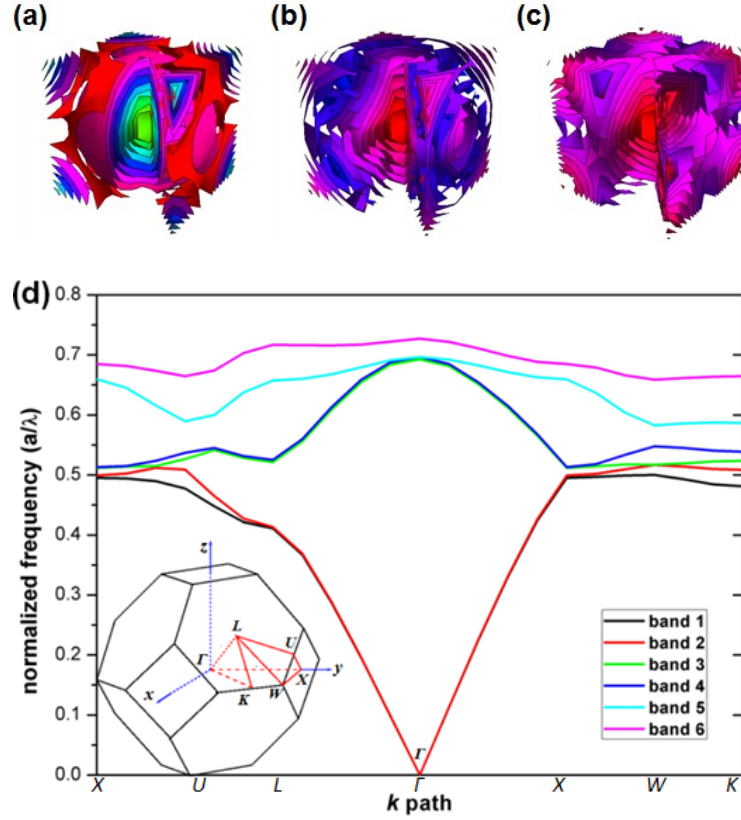 (a) (b) (c)
(d)
0.8
0.7
0.6
0.5
0.4
0.3
0.2
0.1
0.0
normalized frequency (a/λ)
z
L
Γ
U
y
x
K
W
X
Γ
band 1
band 2
band 3
band 4
band 5
band 6
X U L Γ X W K
k path